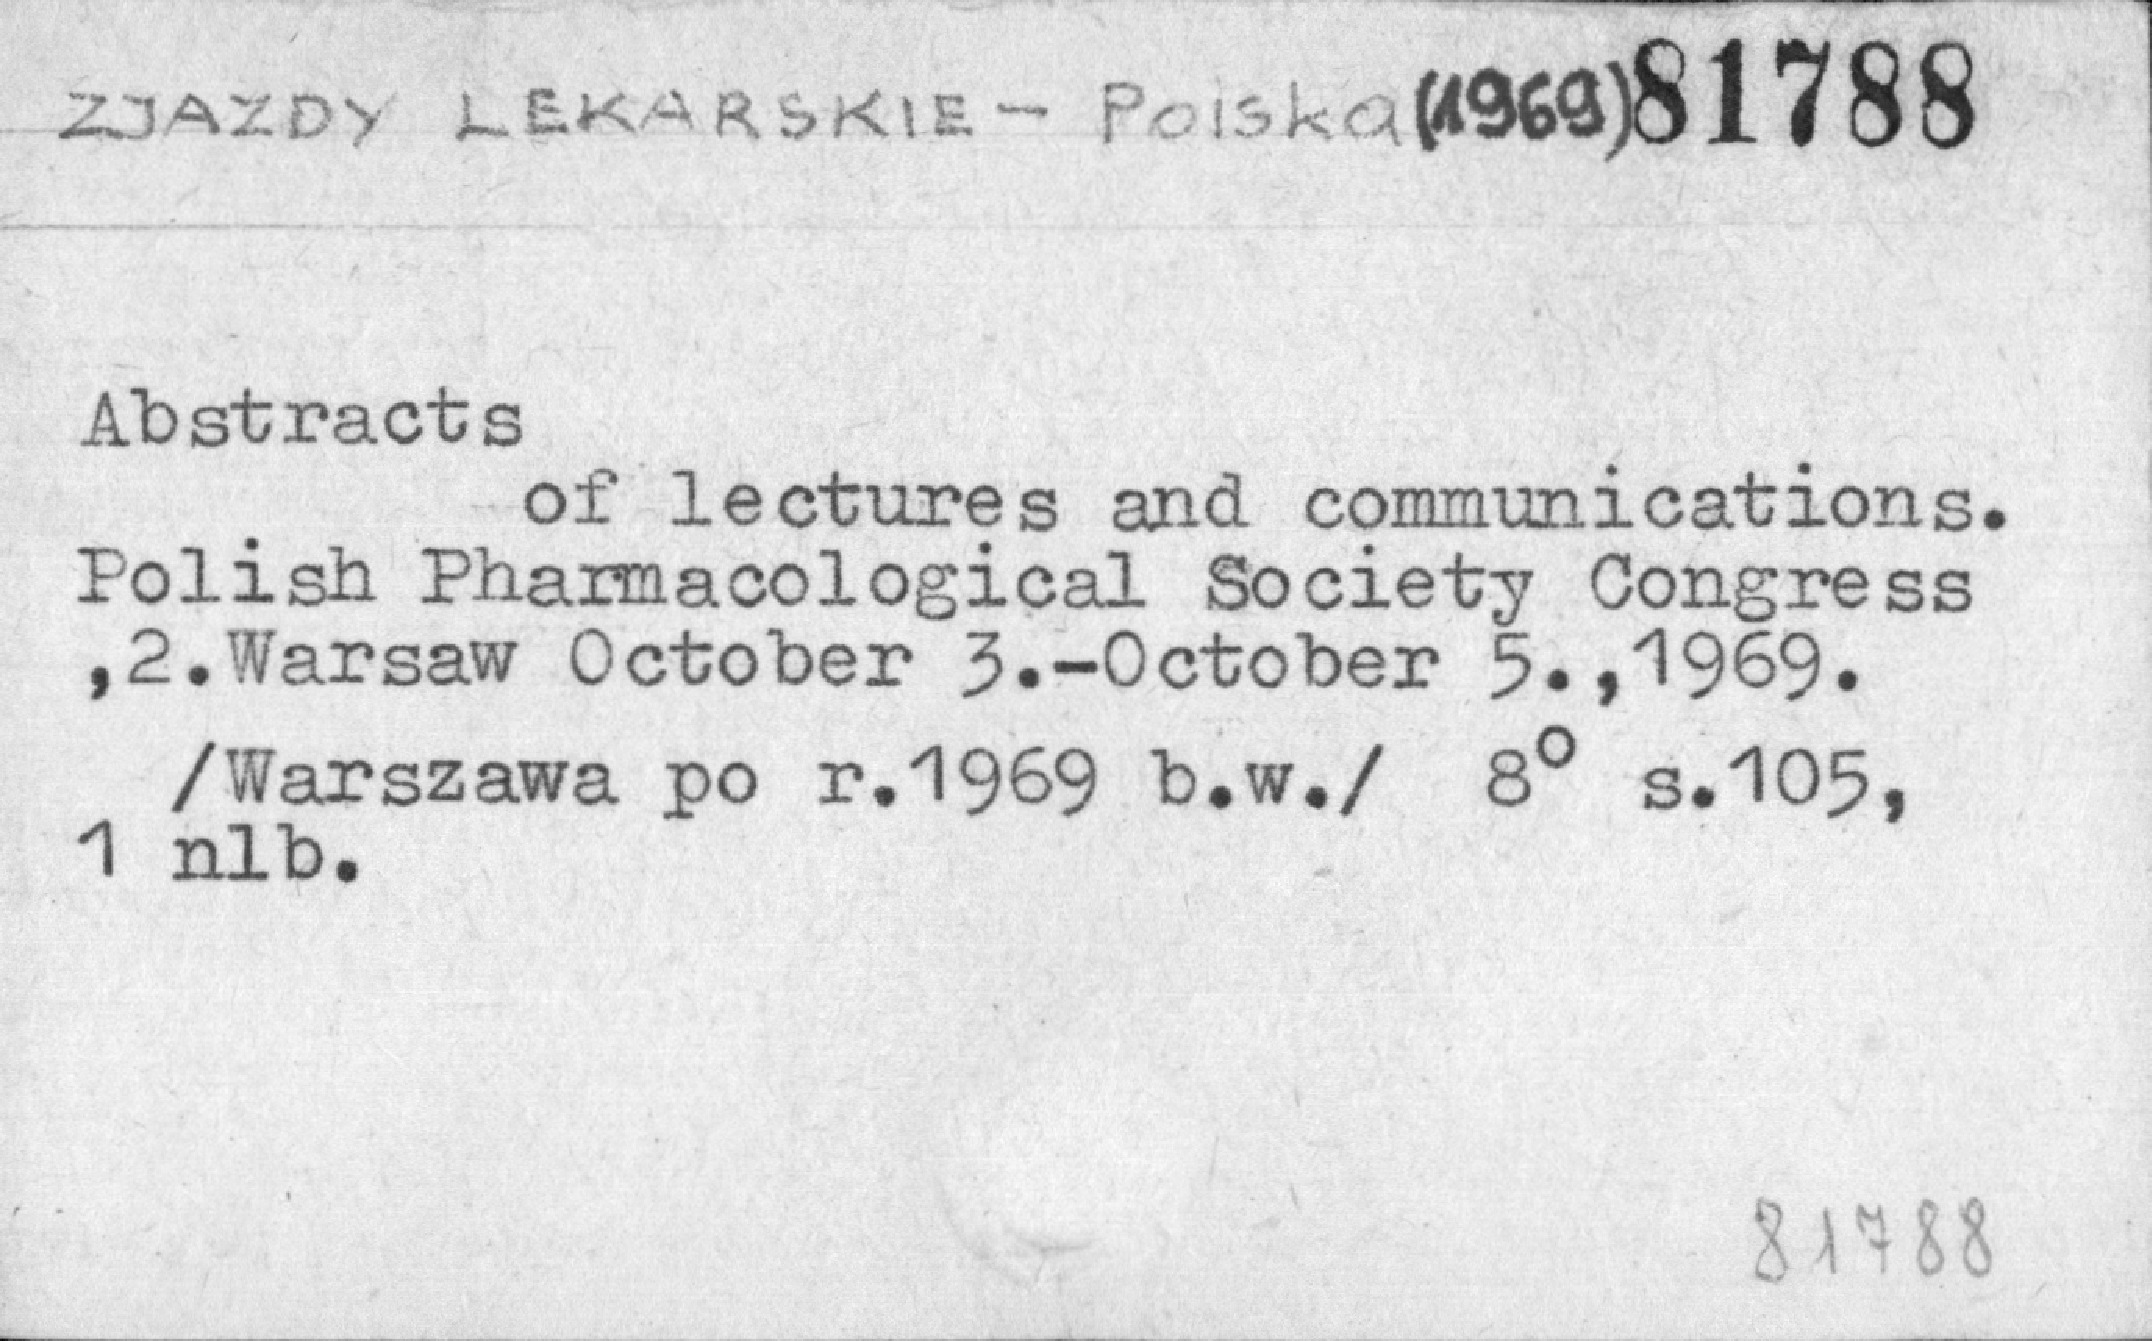 ZJAZDY LEKARSKIE - Polska (1969) 81788
Abstracts
of lectures and communications.
Polish Pharmacological Society Congress
,2.Warsaw October 3.-October 5.,1969.
/Warszawa po r.1969 b.w./ 8° s.105,
1 nlb.
81788